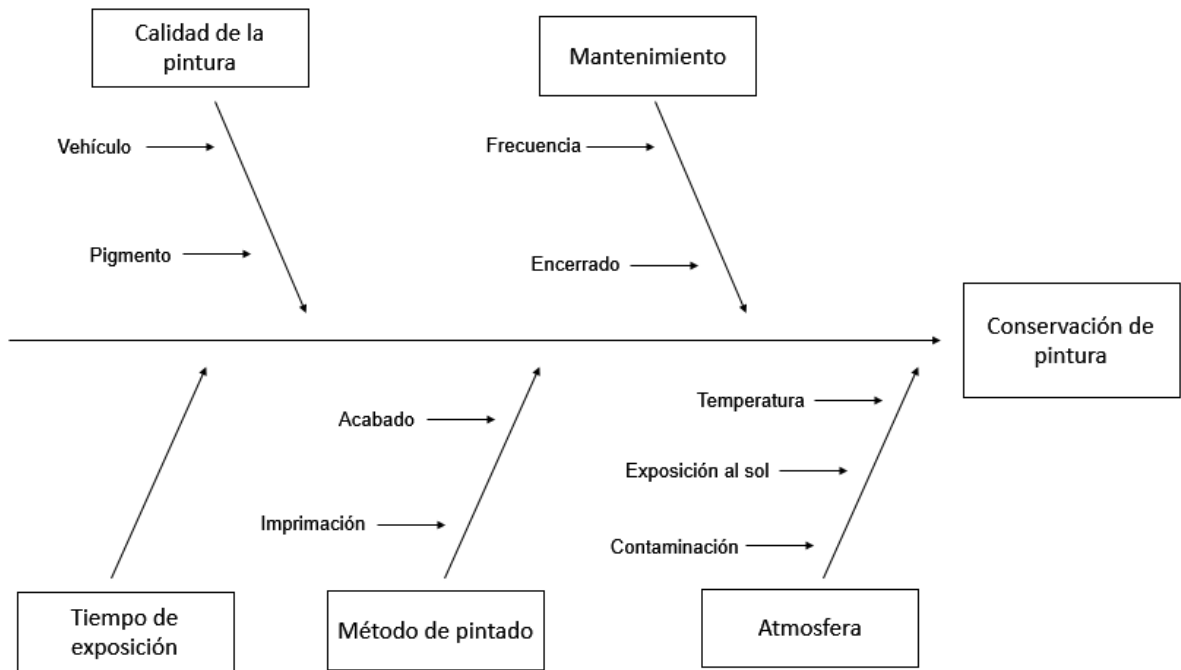 Calidad de la
pintura
Mantenimiento
Vehículo
Frecuencia
Pigmento
Encerrado
Conservación de
pintura
Temperatura
Acabado
Exposición al sol
Imprimación
Contaminación
Tiempo de
exposición
Método de pintado
Atmosfera